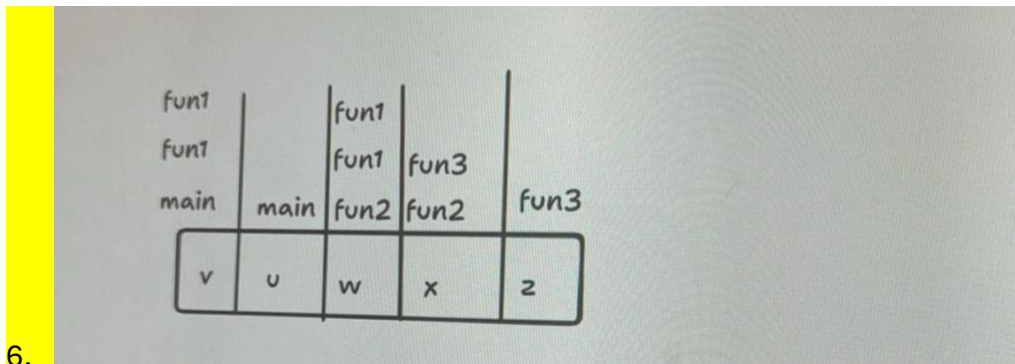 fun1 fun1
fun1 fun1 fun3
main main fun2 fun2 fun3
v u w x z
6.